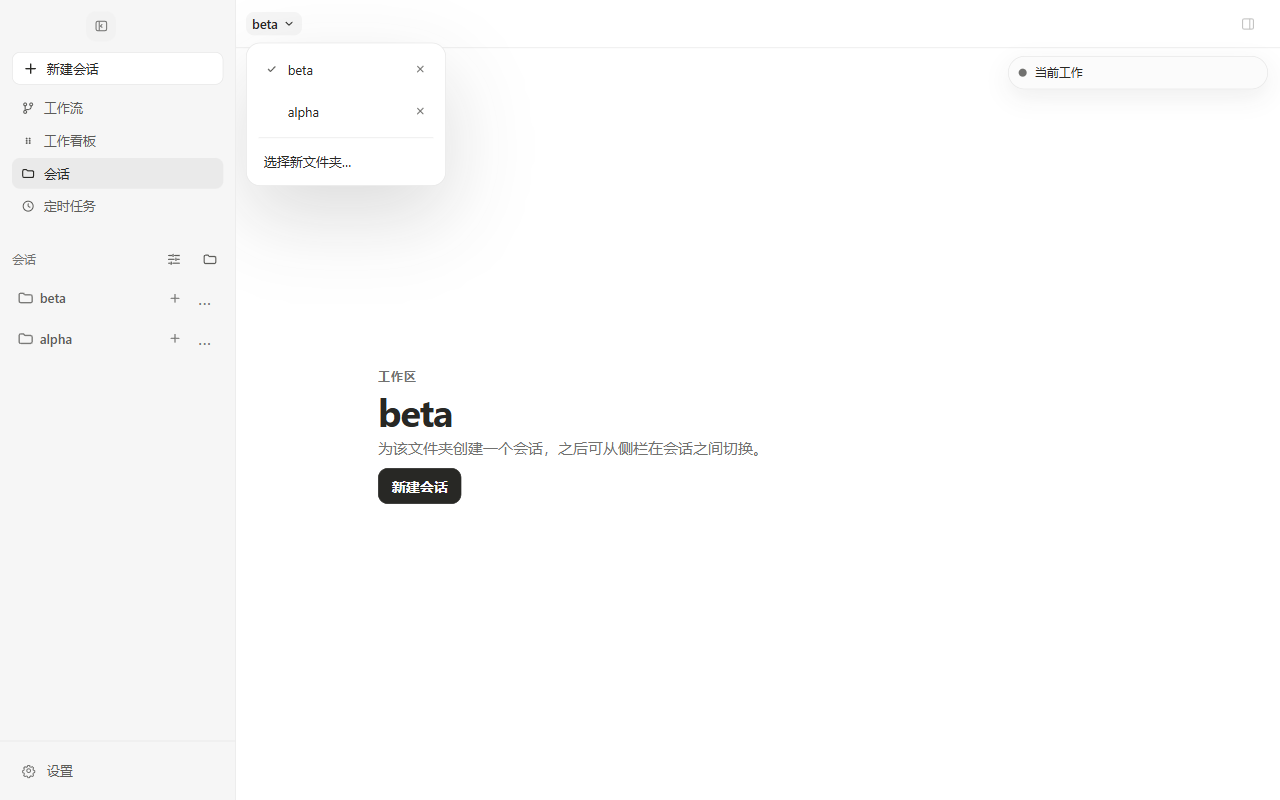 新建会话
工作流
工作看板
会话
定时任务
会话
beta
...
alpha
...
设置
beta
beta
alpha
选择新文件夹...
当前工作
工作区
beta
为该文件夹创建一个会话，之后可从侧栏在会话之间切换。
新建会话